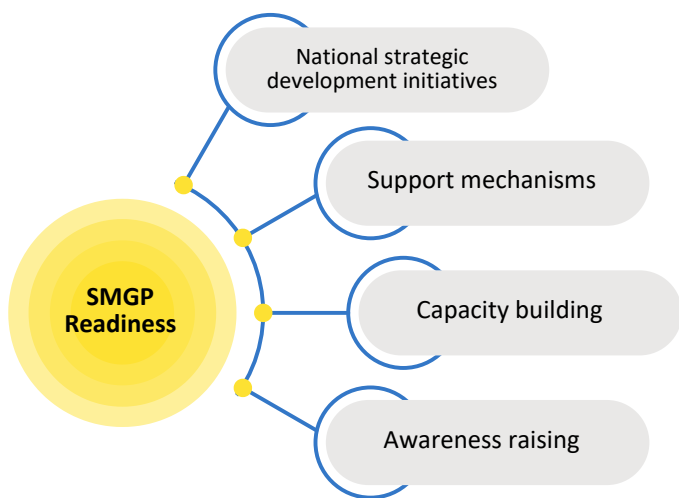 National strategic
development initiatives
Support mechanisms
SMGP
Readiness
Capacity building
Awareness raising